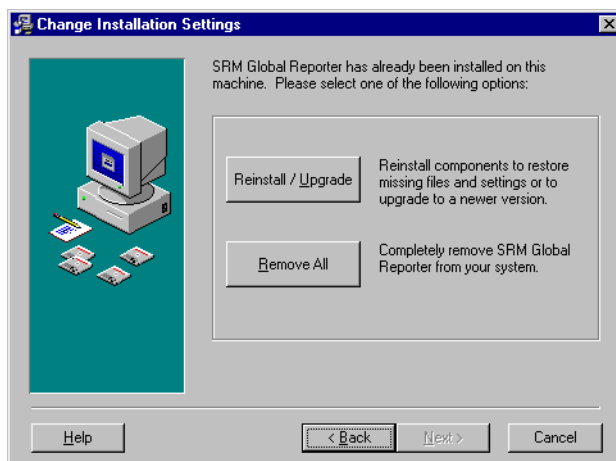 Change Installation Settings
SRM Global Reporter has already been installed on this
machine. Please select one of the following options:
Reinstall / Upgrade
Reinstall components to restore
missing files and settings or to
upgrade to a newer version.
Remove All
Completely remove SRM Global
Reporter from your system.
Help
< Back
Next >
Cancel